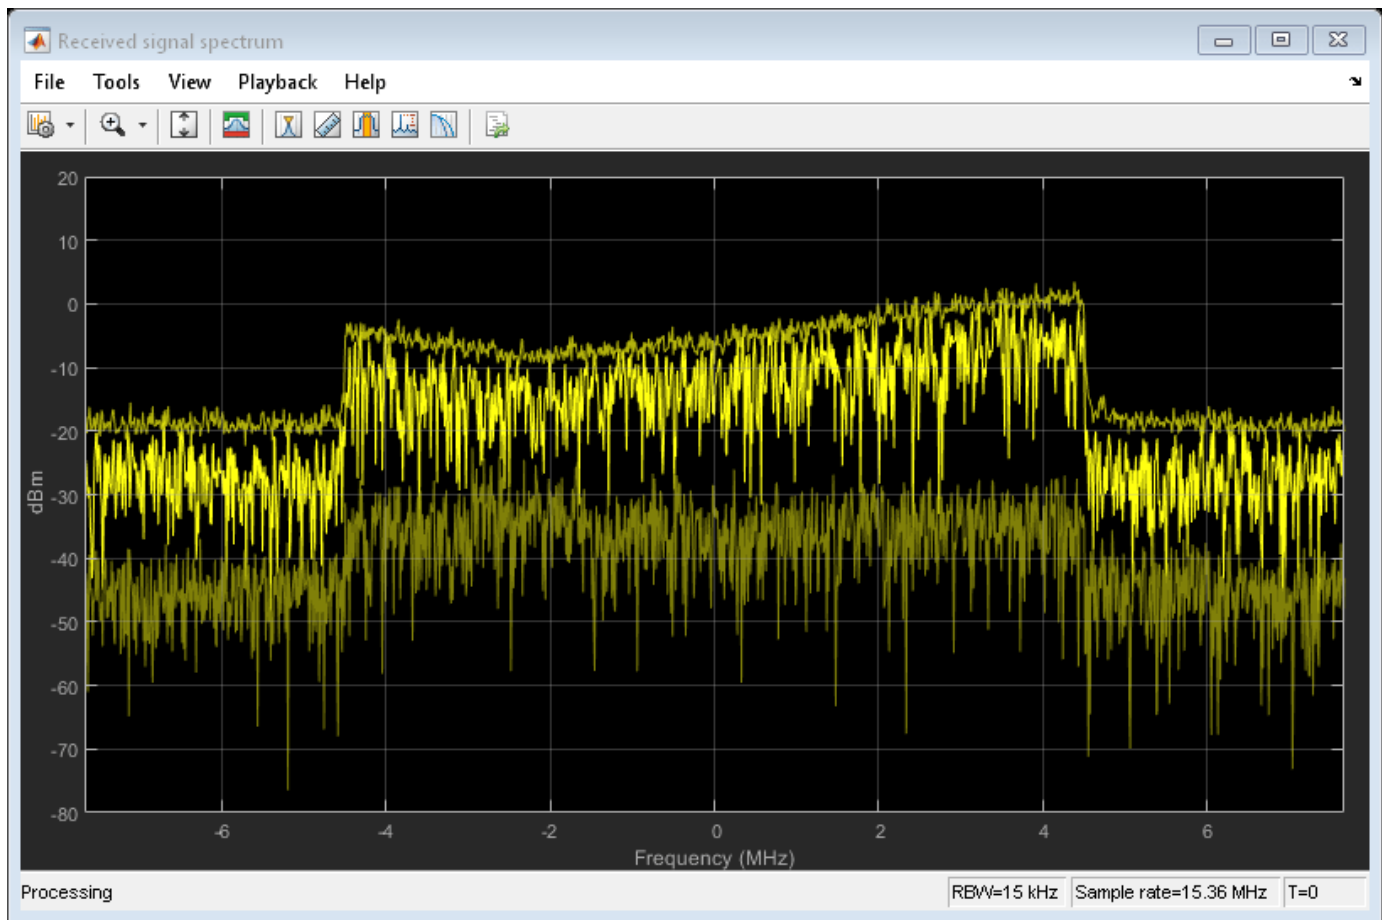 Received signal spectrum
File Tools View Playback Help
20
10
0
-10
-20
-30
-40
-50
-60
-70
-80
dBm
-6 -4 -2 0 2 4 6
Frequency (MHz)
Processing RBW=15 kHz Sample rate=15.36 MHz T=0